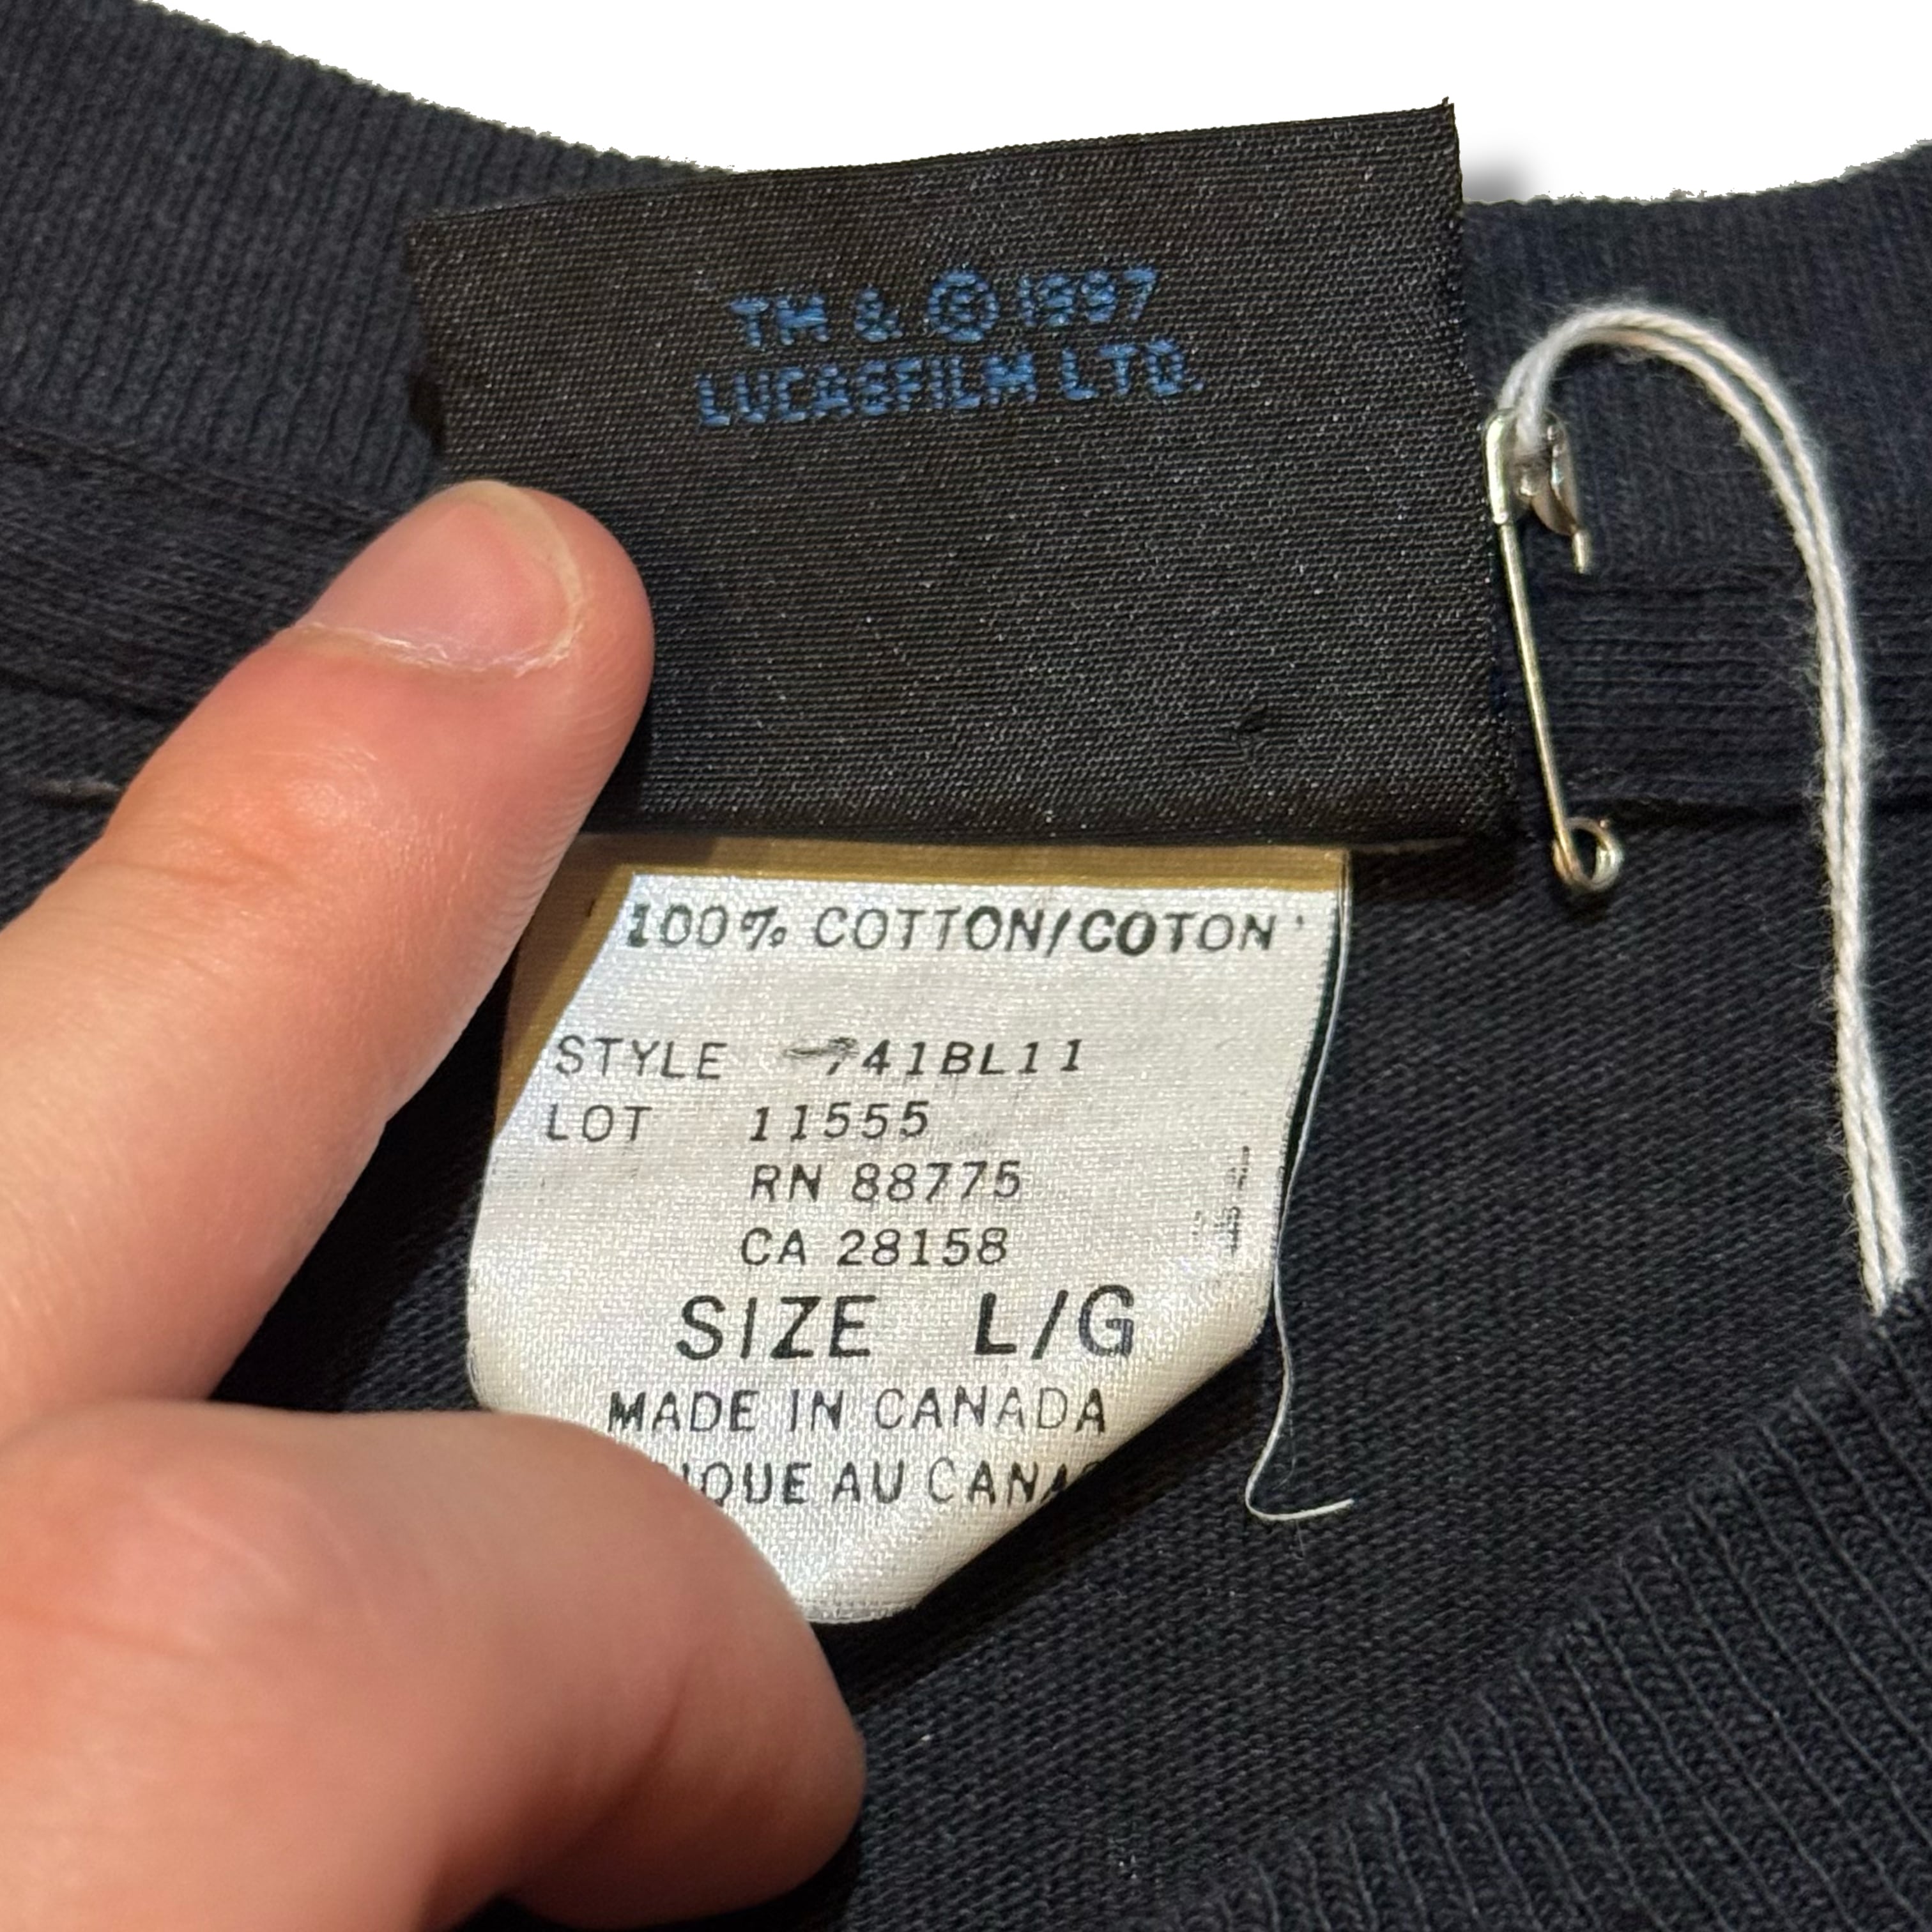 TM & © 1997
LUCASFILM LTD.
100% COTTON/COTON
STYLE 741BL11
LOT 11555
RN 88775
CA 28158
SIZE L/G
MADE IN CANADA
AU